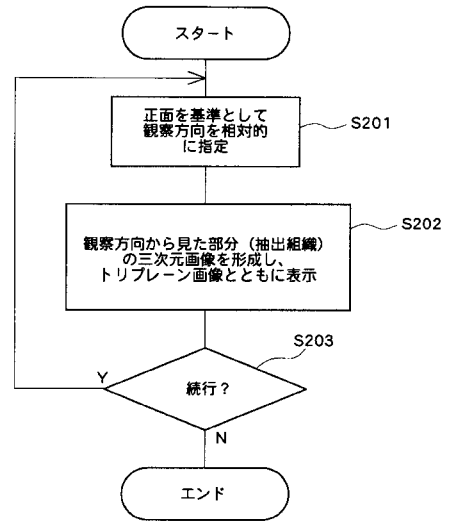 スタート
正面を基準として
観察方向を相対的
に指定
S201
観察方向から見た部分（抽出組織）
の三次元画像を形成し、
トリプレーン画像とともに表示
S202
S203
続行？
Y
N
エンド